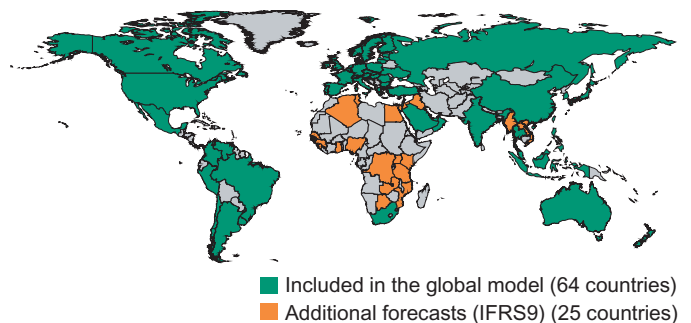 Included in the global model (64 countries)
Additional forecasts (IFRS9) (25 countries)